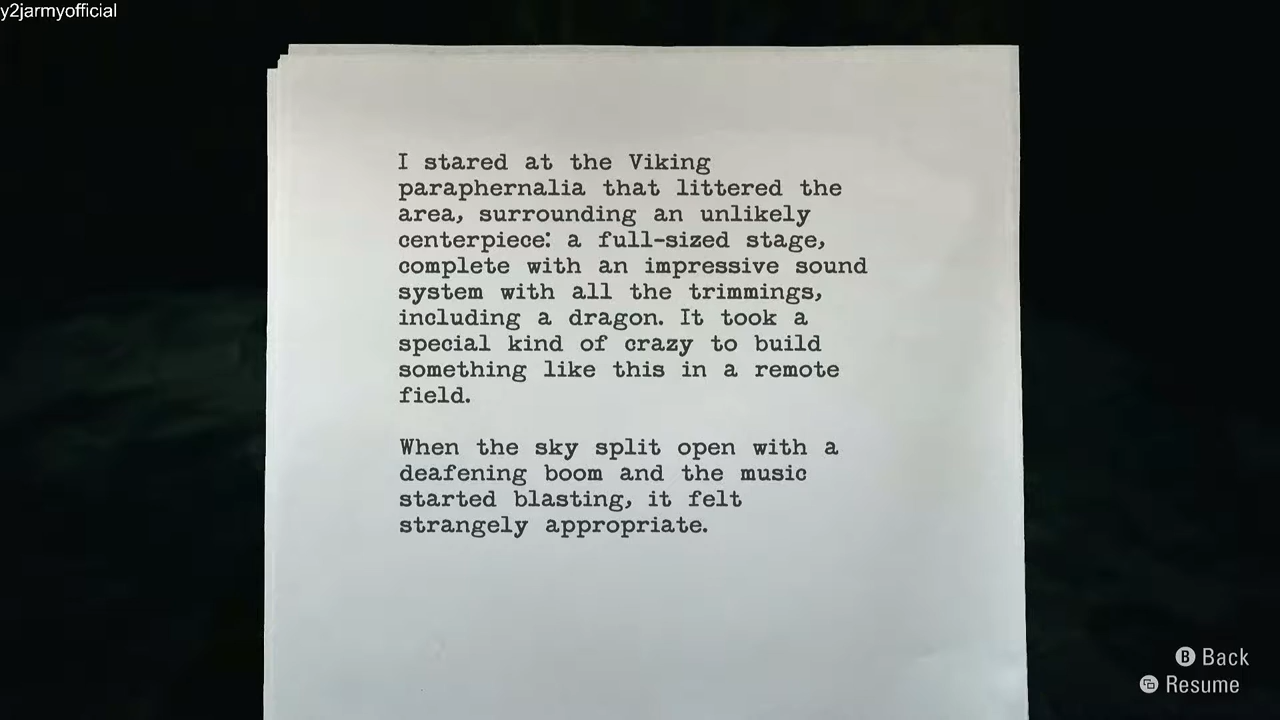 y2jarmyofficial
I stared at the Viking
paraphernalia that littered the
area, surrounding an unlikely
centerpiece: a full-sized stage,
complete with an impressive sound
system with all the trimmings,
including a dragon. It took a
special kind of crazy to build
something like this in a remote
field.
When the sky split open with a
deafening boom and the music
started blasting, it felt
strangely appropriate.
B Back
Resume